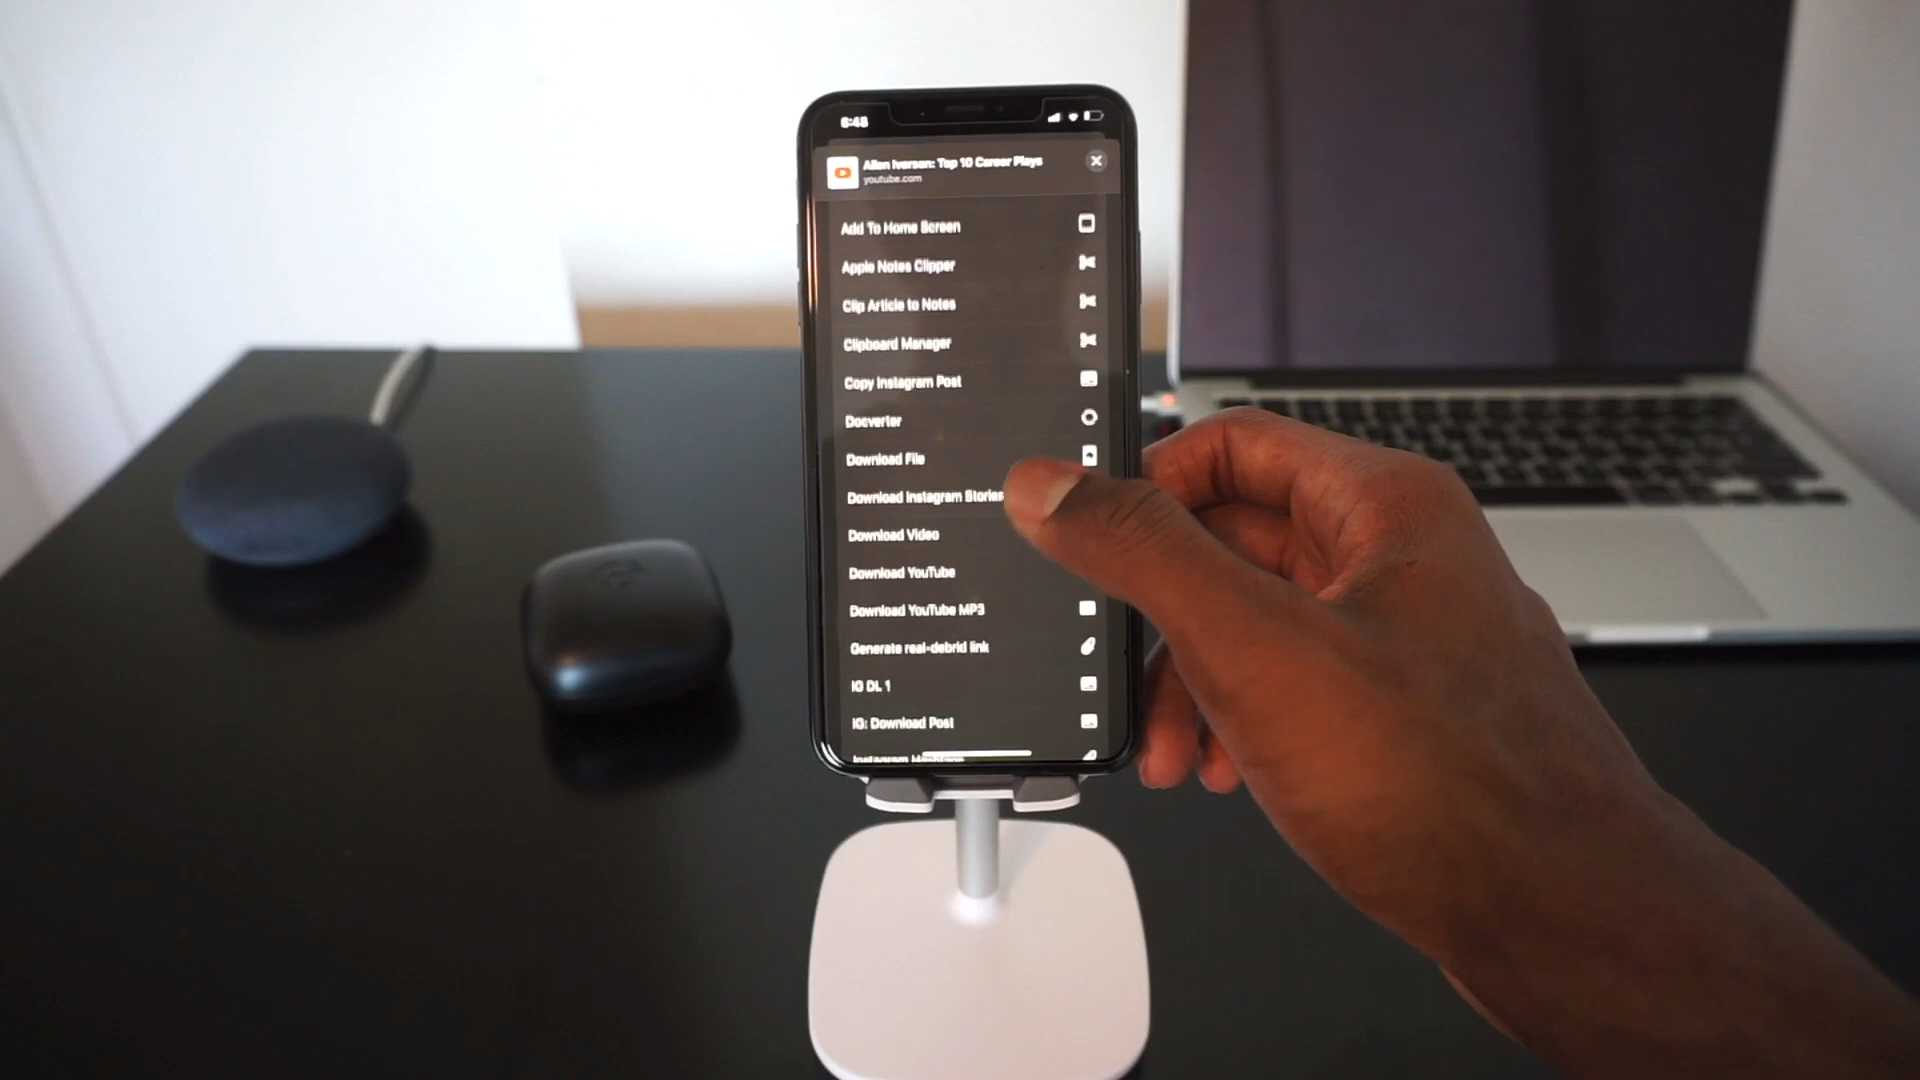 6:48
Allen Iverson: Top 10 Career Plays
youtube.com
Add To Home Screen
Apple Notes Clipper
Clip Article to Notes
Clipboard Manager
Copy Instagram Post
Docverter
Download File
Download Instagram Stories
Download Video
Download YouTube
Download YouTube MP3
Generate real-debrid link
IG DL 1
IG: Download Post
Instagram